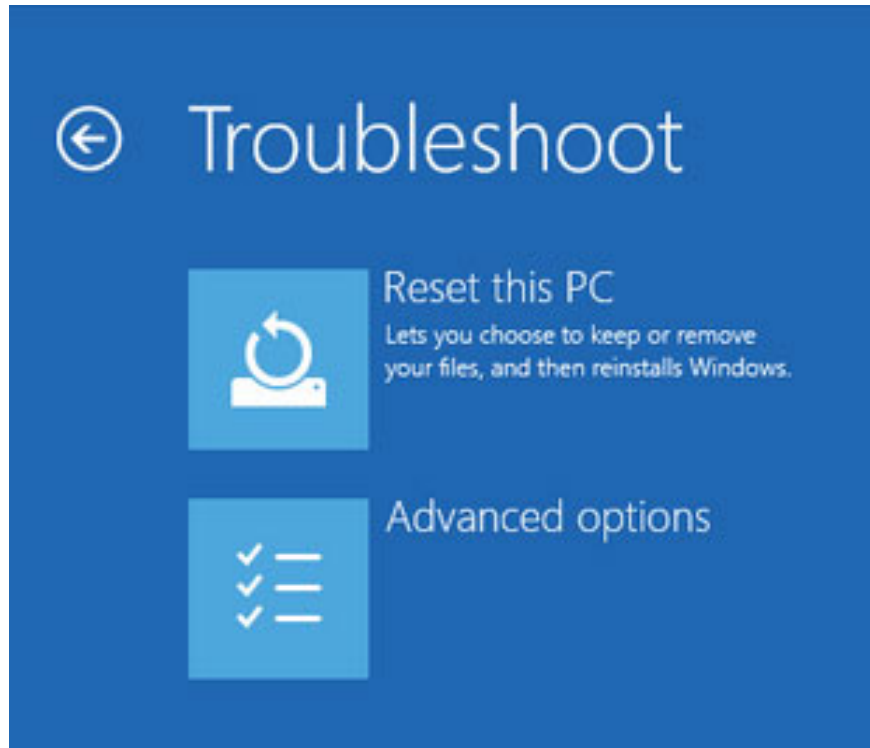 Troubleshoot
Reset this PC
Lets you choose to keep or remove
your files, and then reinstalls Windows.
Advanced options